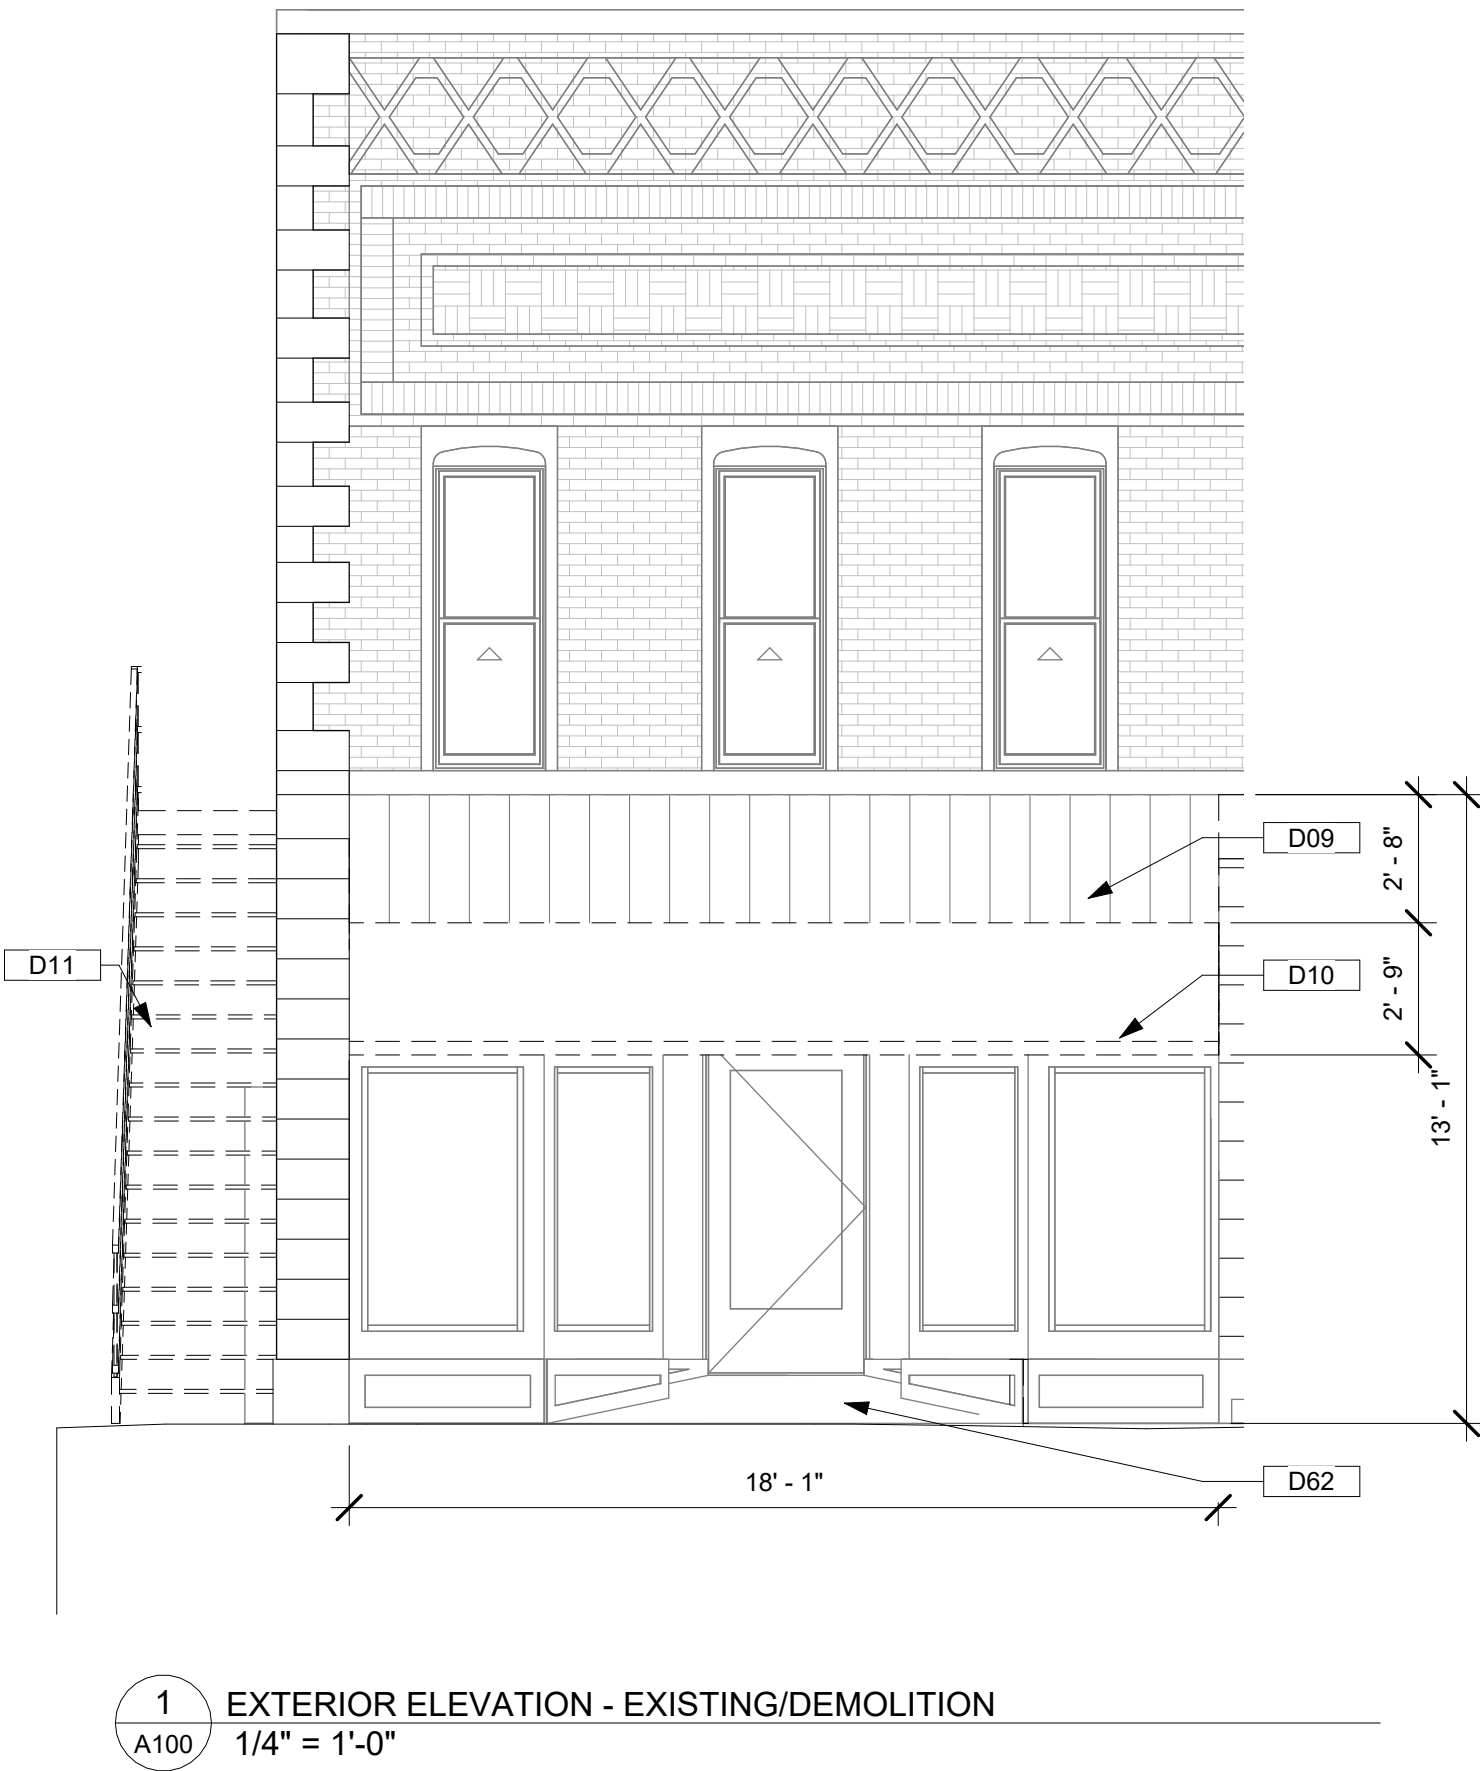 D09
2' - 8"
D11
D10
2' - 9"
13' - 1"
18' - 1"
D62
1
EXTERIOR ELEVATION - EXISTING/DEMOLITION
A100
1/4" = 1'-0"